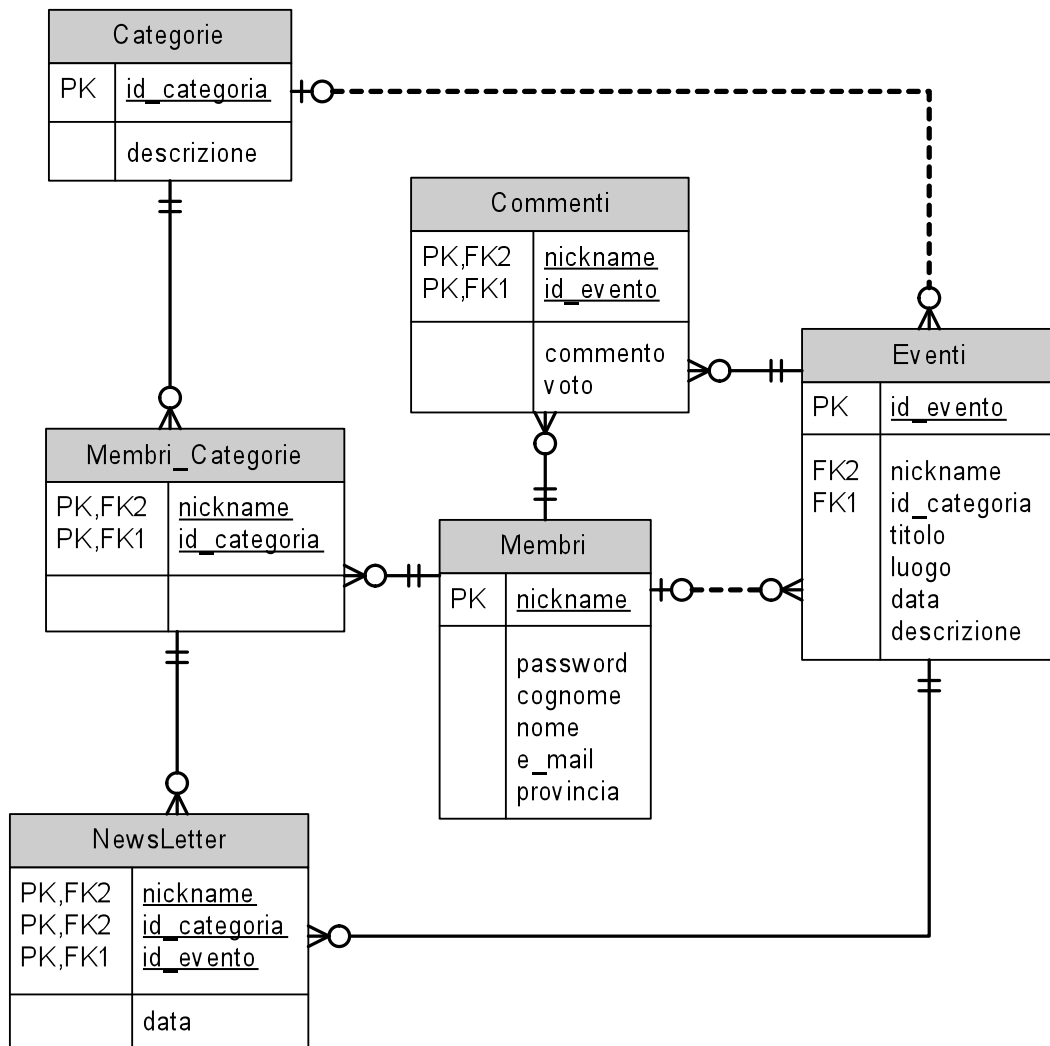 Categorie
PK id_categoria
descrizione
Commenti
PK,FK2 nickname
PK,FK1 id_evento
commento
voto
Eventi
PK id_evento
FK2 nickname
FK1 id_categoria
titolo
luogo
data
descrizione
Membri_Categorie
PK,FK2 nickname
PK,FK1 id_categoria
Membri
PK nickname
password
cognome
nome
e_mail
provincia
NewsLetter
PK,FK2 nickname
PK,FK2 id_categoria
PK,FK1 id_evento
data